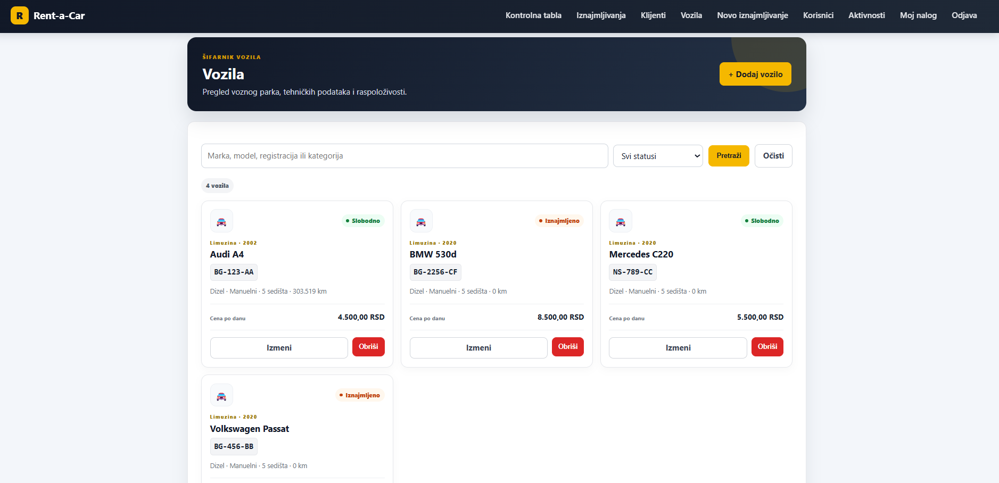 R Rent-a-Car Kontrolna tabla Iznajmljivanja Klijenti Vozila Novo iznajmljivanje Korisnici Aktivnosti Moj nalog Odjava
ŠIFARNIK VOZILA
Vozila
Pregled voznog parka, tehničkih podataka i raspoloživosti.
+ Dodaj vozilo
Marka, model, registracija ili kategorija Svi statusi Pretraži Očisti
4 vozila
Slobodno
Limuzina · 2002
Audi A4
BG-123-AA
Dizel · Manuelni · 5 sedišta · 303.519 km
Cena po danu 4.500,00 RSD
Izmeni Obriši
Iznajmljeno
Limuzina · 2020
BMW 530d
BG-2256-CF
Dizel · Manuelni · 5 sedišta · 0 km
Cena po danu 8.500,00 RSD
Izmeni Obriši
Slobodno
Limuzina · 2020
Mercedes C220
NS-789-CC
Dizel · Manuelni · 5 sedišta · 0 km
Cena po danu 5.500,00 RSD
Izmeni Obriši
Iznajmljeno
Limuzina · 2020
Volkswagen Passat
BG-456-BB
Dizel · Manuelni · 5 sedišta · 0 km